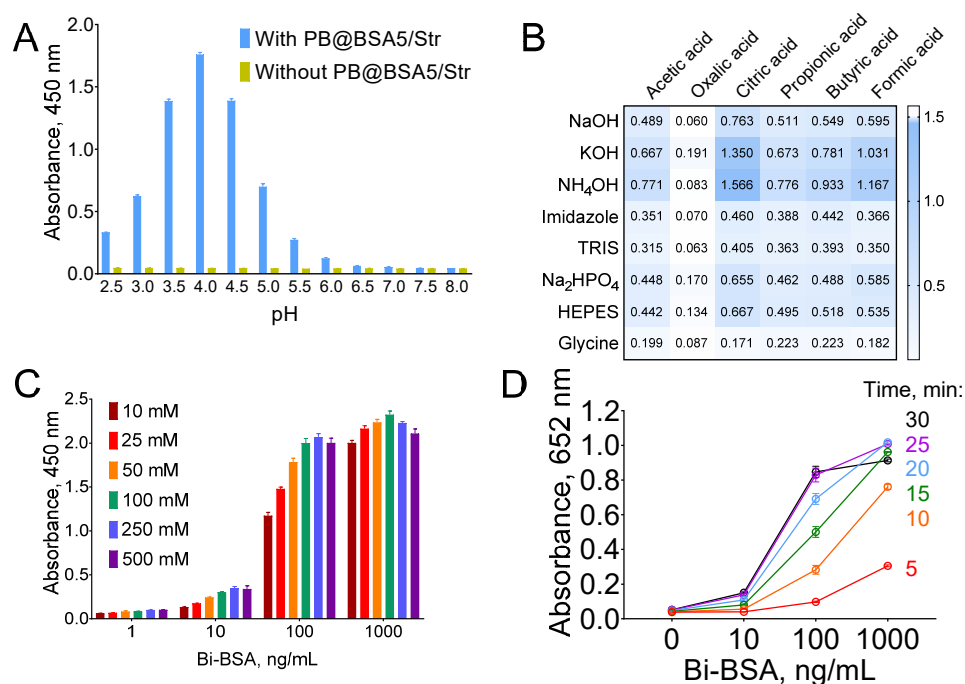 A
Absorbance, 450 nm
2.0
1.5
1.0
0.5
0.0
With PB@BSA5/Str
Without PB@BSA5/Str
2.5 3.0 3.5 4.0 4.5 5.0 5.5 6.0 6.5 7.0 7.5 8.0
pH
B
Acetic acid
Oxalic acid
Citric acid
Propionic acid
Butyric acid
Formic acid
NaOH 0.489 0.060 0.763 0.511 0.549 0.595
KOH 0.667 0.191 1.350 0.673 0.781 1.031
NH₄OH 0.771 0.083 1.566 0.776 0.933 1.167
Imidazole 0.351 0.070 0.460 0.388 0.442 0.366
TRIS 0.315 0.063 0.405 0.363 0.393 0.350
Na₂HPO₄ 0.448 0.170 0.655 0.462 0.488 0.585
HEPES 0.442 0.134 0.667 0.495 0.518 0.535
Glycine 0.199 0.087 0.171 0.223 0.223 0.182
1.5
1.0
0.5
C
Absorbance, 450 nm
2.5
2.0
1.5
1.0
0.5
0.0
10 mM
25 mM
50 mM
100 mM
250 mM
500 mM
1 10 100 1000
Bi-BSA, ng/mL
D
Absorbance, 652 nm
1.2
1.0
0.8
0.6
0.4
0.2
0.0
Time, min:
30
25
20
15
10
5
0 10 100 1000
Bi-BSA, ng/mL